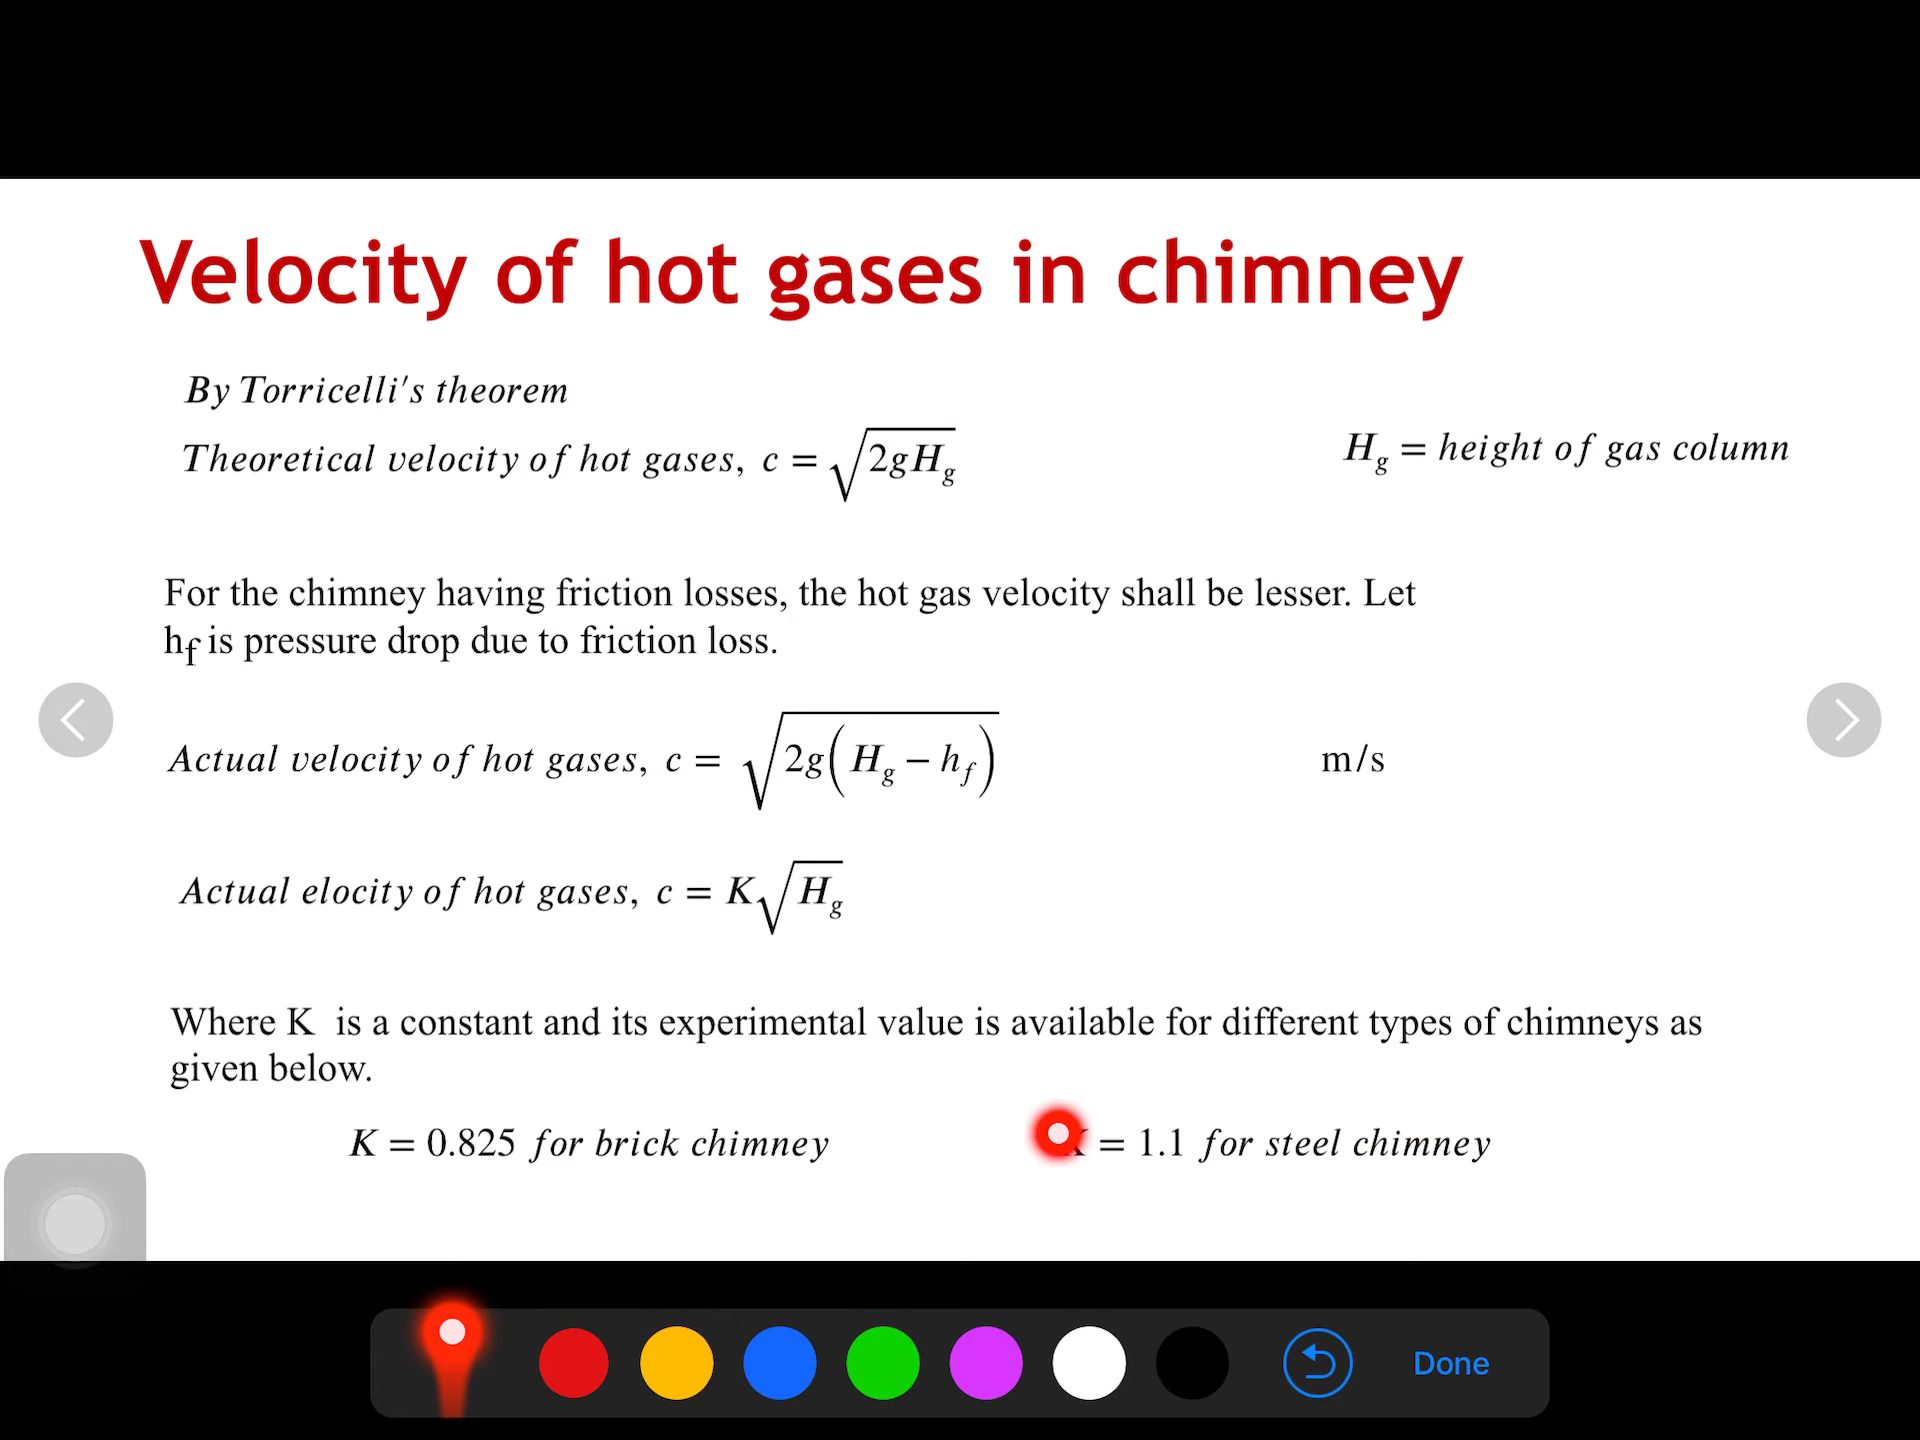 Velocity of hot gases in chimney
By Torricelli's theorem
Theoretical velocity of hot gases, c = √2gH_g
H_g = height of gas column
For the chimney having friction losses, the hot gas velocity shall be lesser. Let
h_f is pressure drop due to friction loss.
Actual velocity of hot gases, c = √2g(H_g − h_f) m/s
Actual elocity of hot gases, c = K√H_g
Where K is a constant and its experimental value is available for different types of chimneys as
given below.
K = 0.825 for brick chimney
= 1.1 for steel chimney
Done